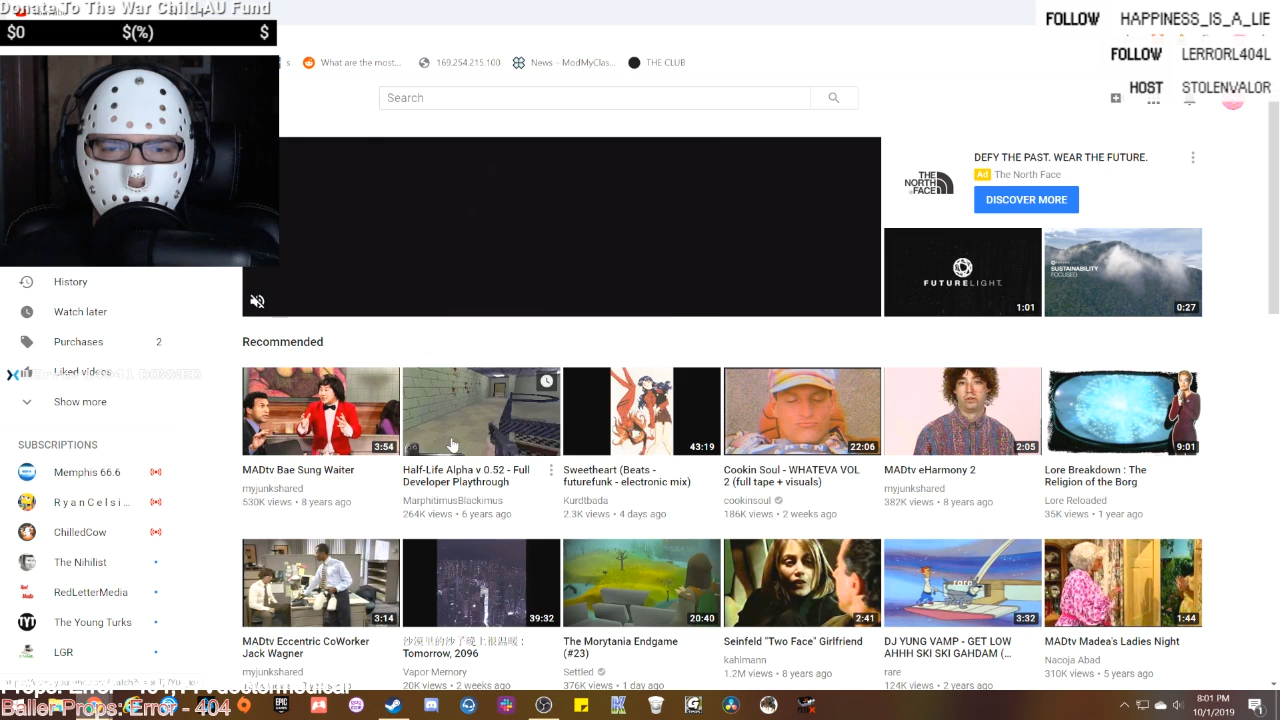 Donate To The War Child AU Fund
$0 $(%) $
FOLLOW HAPPINESS_IS_A_LIE
FOLLOW LERRORL404L
HOST STOLENVALOR
What are the most...
169.254.215.100
News – ModMyClas...
THE CLUB
Search
DEFY THE PAST. WEAR THE FUTURE.
Ad The North Face
DISCOVER MORE
THE NORTH FACE
FUTURELIGHT.
1:01
SUSTAINABILITY FOCUSED
0:27
History
Watch later
Purchases 2
Liked videos
Show more
SUBSCRIPTIONS
Memphis 66.6
R y a n C e l s i ...
ChilledCow
The Nihilist
RedLetterMedia
The Young Turks
LGR
Recommended
3:54
43:19
22:06
2:05
9:01
MADtv Bae Sung Waiter
myjunkshared
530K views • 8 years ago
Half-Life Alpha v 0.52 - Full
Developer Playthrough
MarphitimusBlackimus
264K views • 6 years ago
Sweetheart (Beats -
futurefunk - electronic mix)
Kurdtbada
2.3K views • 4 days ago
Cookin Soul - WHATEVA VOL
2 (full tape + visuals)
cookinsoul
186K views • 2 weeks ago
MADtv eHarmony 2
myjunkshared
382K views • 8 years ago
Lore Breakdown : The
Religion of the Borg
Lore Reloaded
35K views • 1 year ago
3:14
39:32
20:40
2:41
rare
3:32
1:44
MADtv Eccentric CoWorker
Jack Wagner
myjunkshared
沙漠里的沙子晚上很温暖：
Tomorrow, 2096
Vapor Memory
20K views • 2 weeks ago
The Morytania Endgame
(#23)
Settled
376K views • 1 day ago
Seinfeld "Two Face" Girlfriend
kahlmann
1.2M views • 8 years ago
DJ YUNG VAMP - GET LOW
AHHH SKI SKI GAHDAM (...
rare
124K views • 2 years ago
MADtv Madea's Ladies Night
Nacoja Abad
310K views • 5 years ago
Baller Props: Error - 404
EPIC GAMES
8:01 PM
10/1/2019